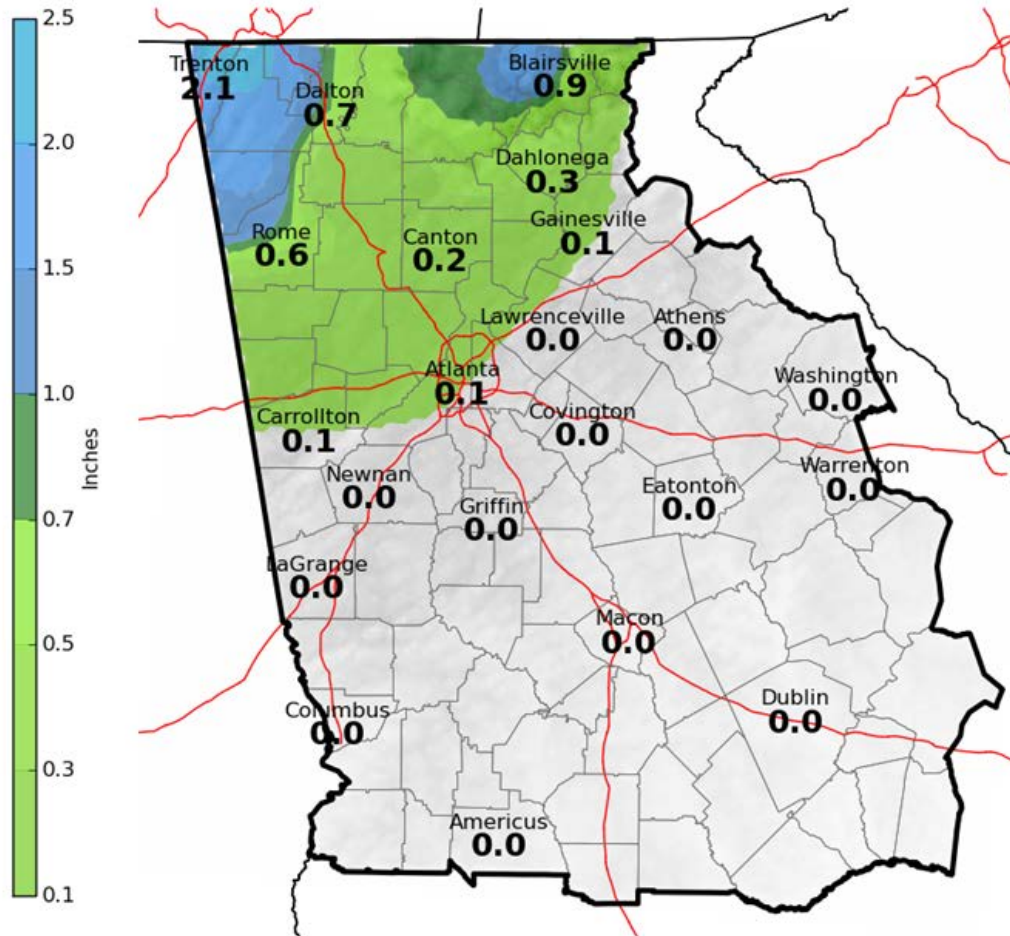 2.5
2.0
1.5
1.0
0.7
0.5
0.3
0.1
Inches
Trenton
2.1
Dalton
0.7
Blairsville
0.9
Dahlonega
0.3
Gainesville
0.1
Rome
0.6
Canton
0.2
Lawrenceville
0.0
Athens
0.0
Atlanta
0.1
Washington
0.0
Carrollton
0.1
Covington
0.0
Newnan
0.0
Griffin
0.0
Eatonton
0.0
Warrenton
0.0
LaGrange
0.0
Macon
0.0
Columbus
0.0
Dublin
0.0
Americus
0.0